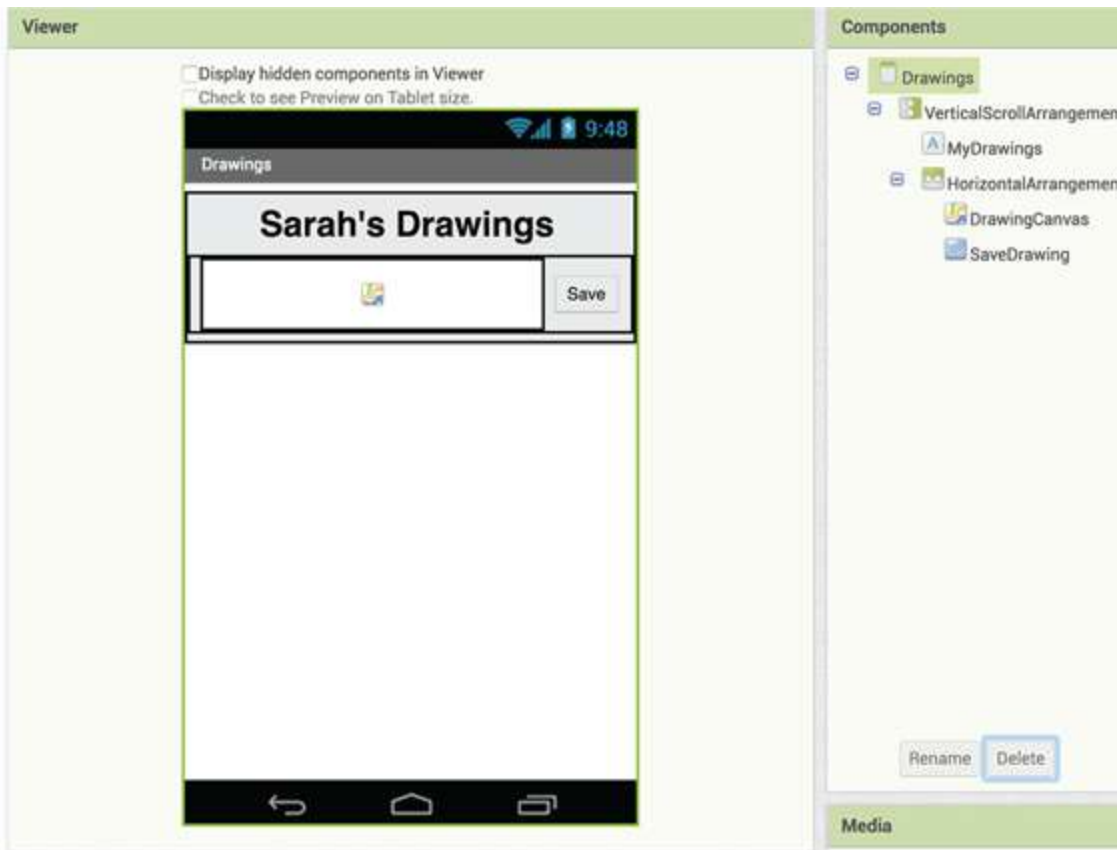 Viewer
Display hidden components in Viewer
Check to see Preview on Tablet size.
9:48
Drawings
Sarah's Drawings
Save
Components
Drawings
VerticalScrollArrangemen
MyDrawings
HorizontalArrangemen
DrawingCanvas
SaveDrawing
Rename Delete
Media